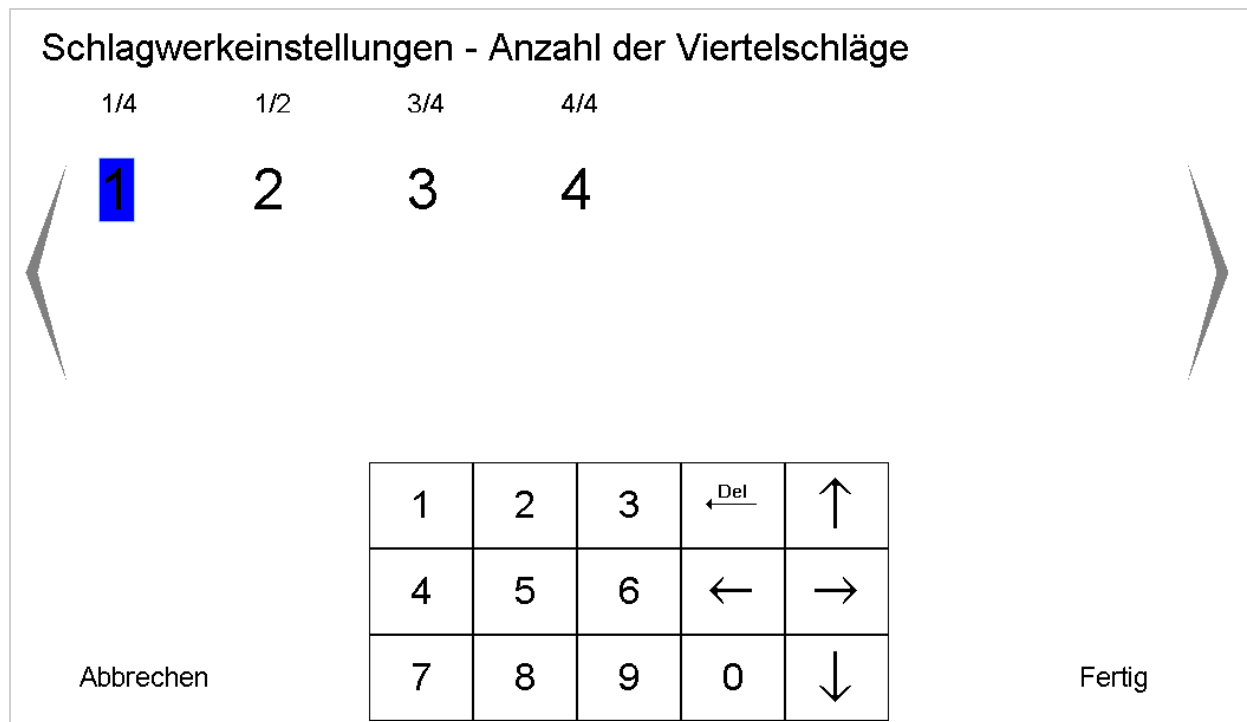 Schlagwerkeinstellungen - Anzahl der Viertelschläge
1/4 1/2 3/4 4/4
1 2 3 4
1 2 3 Del ↑
4 5 6 ← →
7 8 9 0 ↓
Abbrechen Fertig